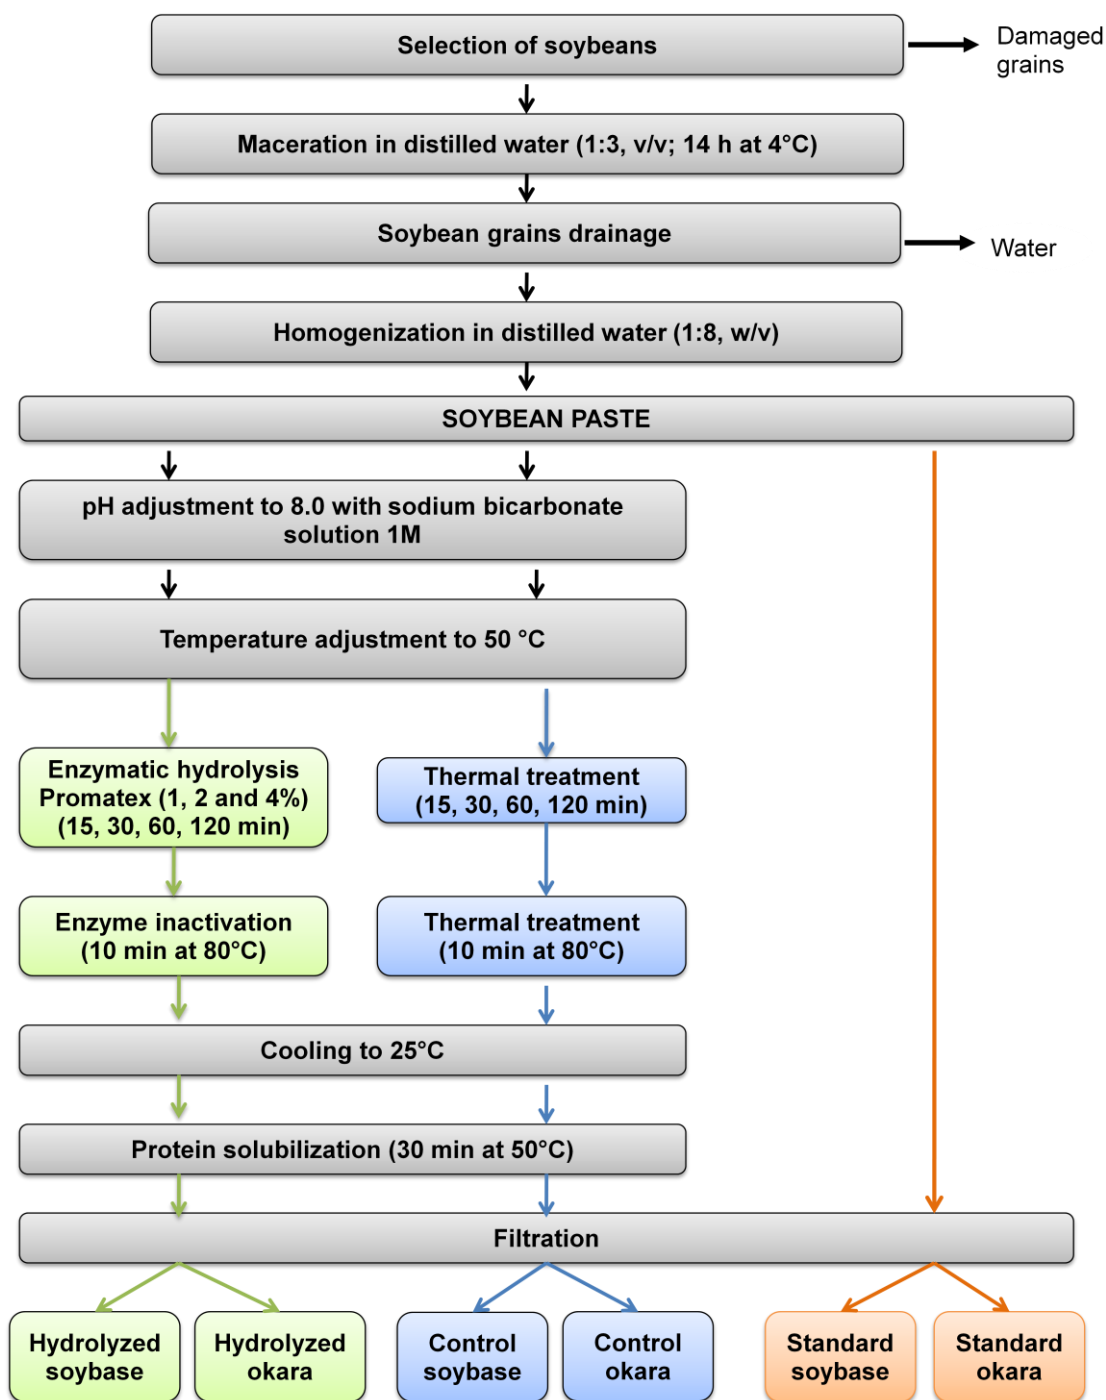 Selection of soybeans
Damaged
grains
Maceration in distilled water (1:3, v/v; 14 h at 4°C)
Soybean grains drainage
Water
Homogenization in distilled water (1:8, w/v)
SOYBEAN PASTE
pH adjustment to 8.0 with sodium bicarbonate
solution 1M
Temperature adjustment to 50 °C
Enzymatic hydrolysis
Promatex (1, 2 and 4%)
(15, 30, 60, 120 min)
Thermal treatment
(15, 30, 60, 120 min)
Enzyme inactivation
(10 min at 80°C)
Thermal treatment
(10 min at 80°C)
Cooling to 25°C
Protein solubilization (30 min at 50°C)
Filtration
Hydrolyzed
soybase
Hydrolyzed
okara
Control
soybase
Control
okara
Standard
soybase
Standard
okara